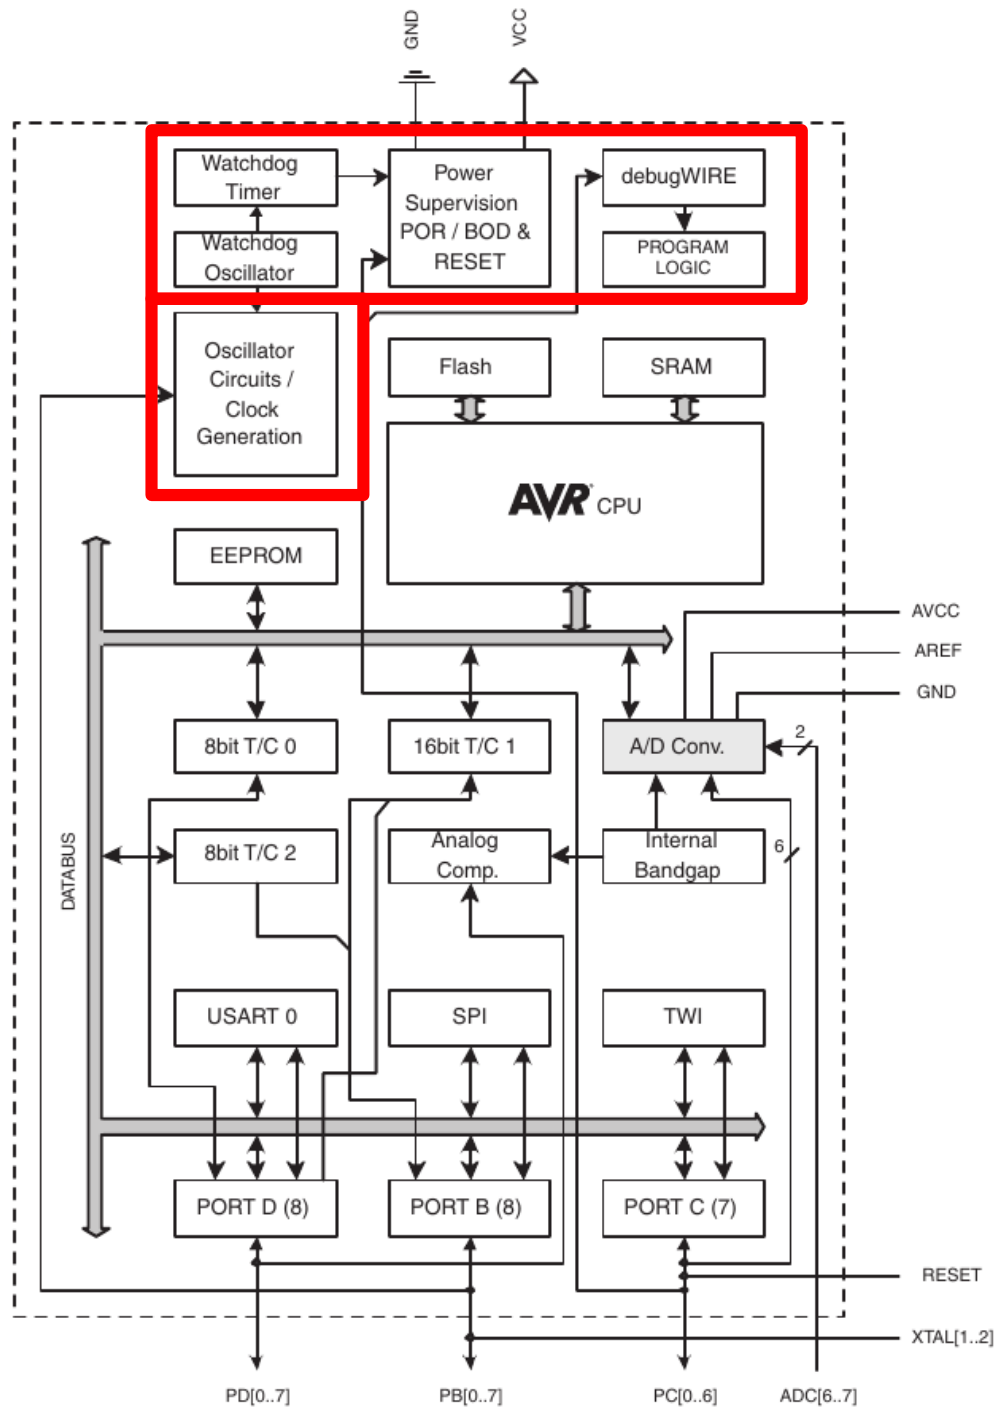 GND
VCC
Watchdog
Timer
Power
Supervision
POR / BOD &
RESET
debugWIRE
Watchdog
Oscillator
PROGRAM
LOGIC
Oscillator
Circuits /
Clock
Generation
Flash
SRAM
AVR® CPU
EEPROM
AVCC
AREF
GND
8bit T/C 0
16bit T/C 1
A/D Conv.
2
DATABUS
8bit T/C 2
Analog
Comp.
Internal
Bandgap
6
USART 0
SPI
TWI
PORT D (8)
PORT B (8)
PORT C (7)
RESET
XTAL[1..2]
PD[0..7]
PB[0..7]
PC[0..6]
ADC[6..7]